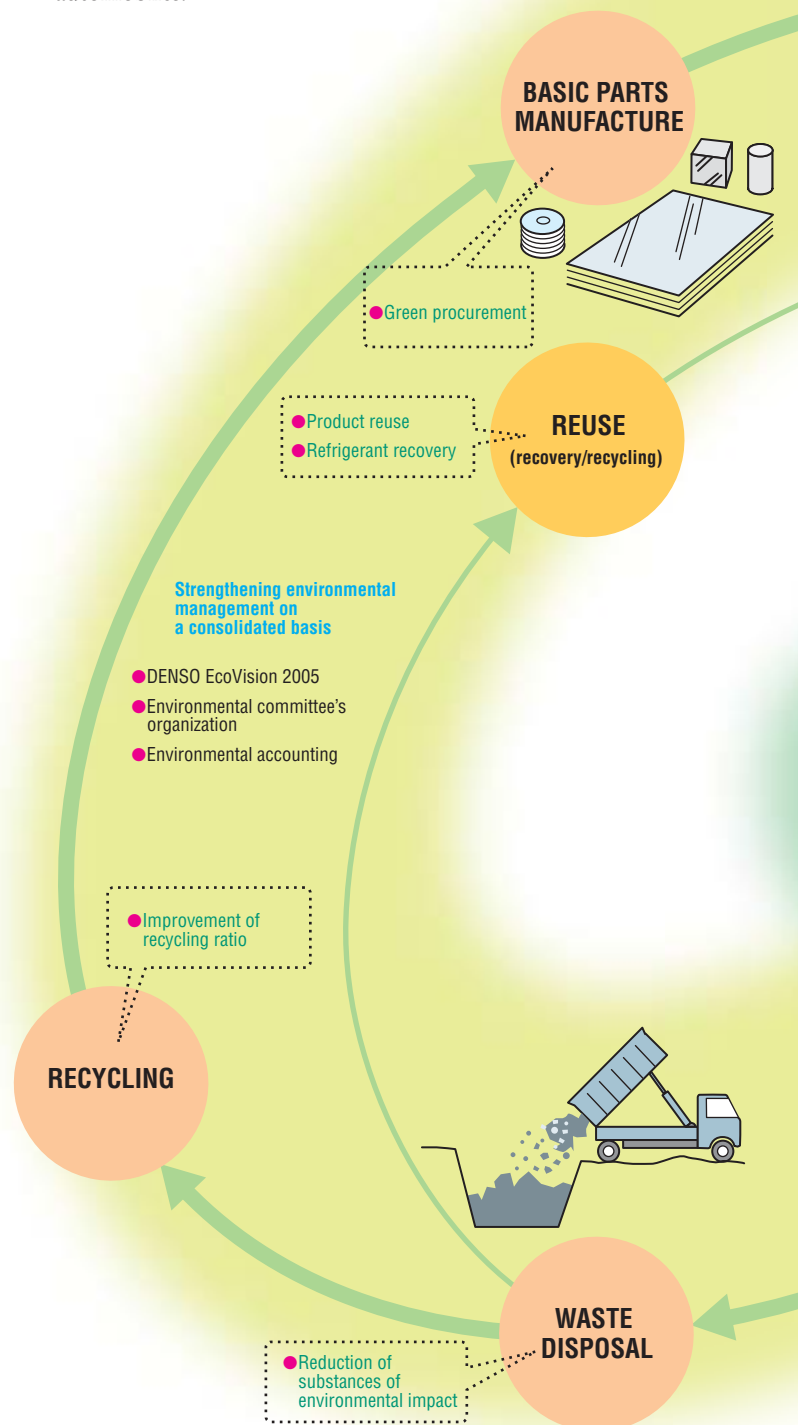 BASIC PARTS
MANUFACTURE
●Green procurement
●Product reuse
●Refrigerant recovery
REUSE
(recovery/recycling)
Strengthening environmental
management on
a consolidated basis
●DENSO EcoVision 2005
●Environmental committee's
organization
●Environmental accounting
●Improvement of
recycling ratio
RECYCLING
WASTE
DISPOSAL
●Reduction of
substances of
environmental impact